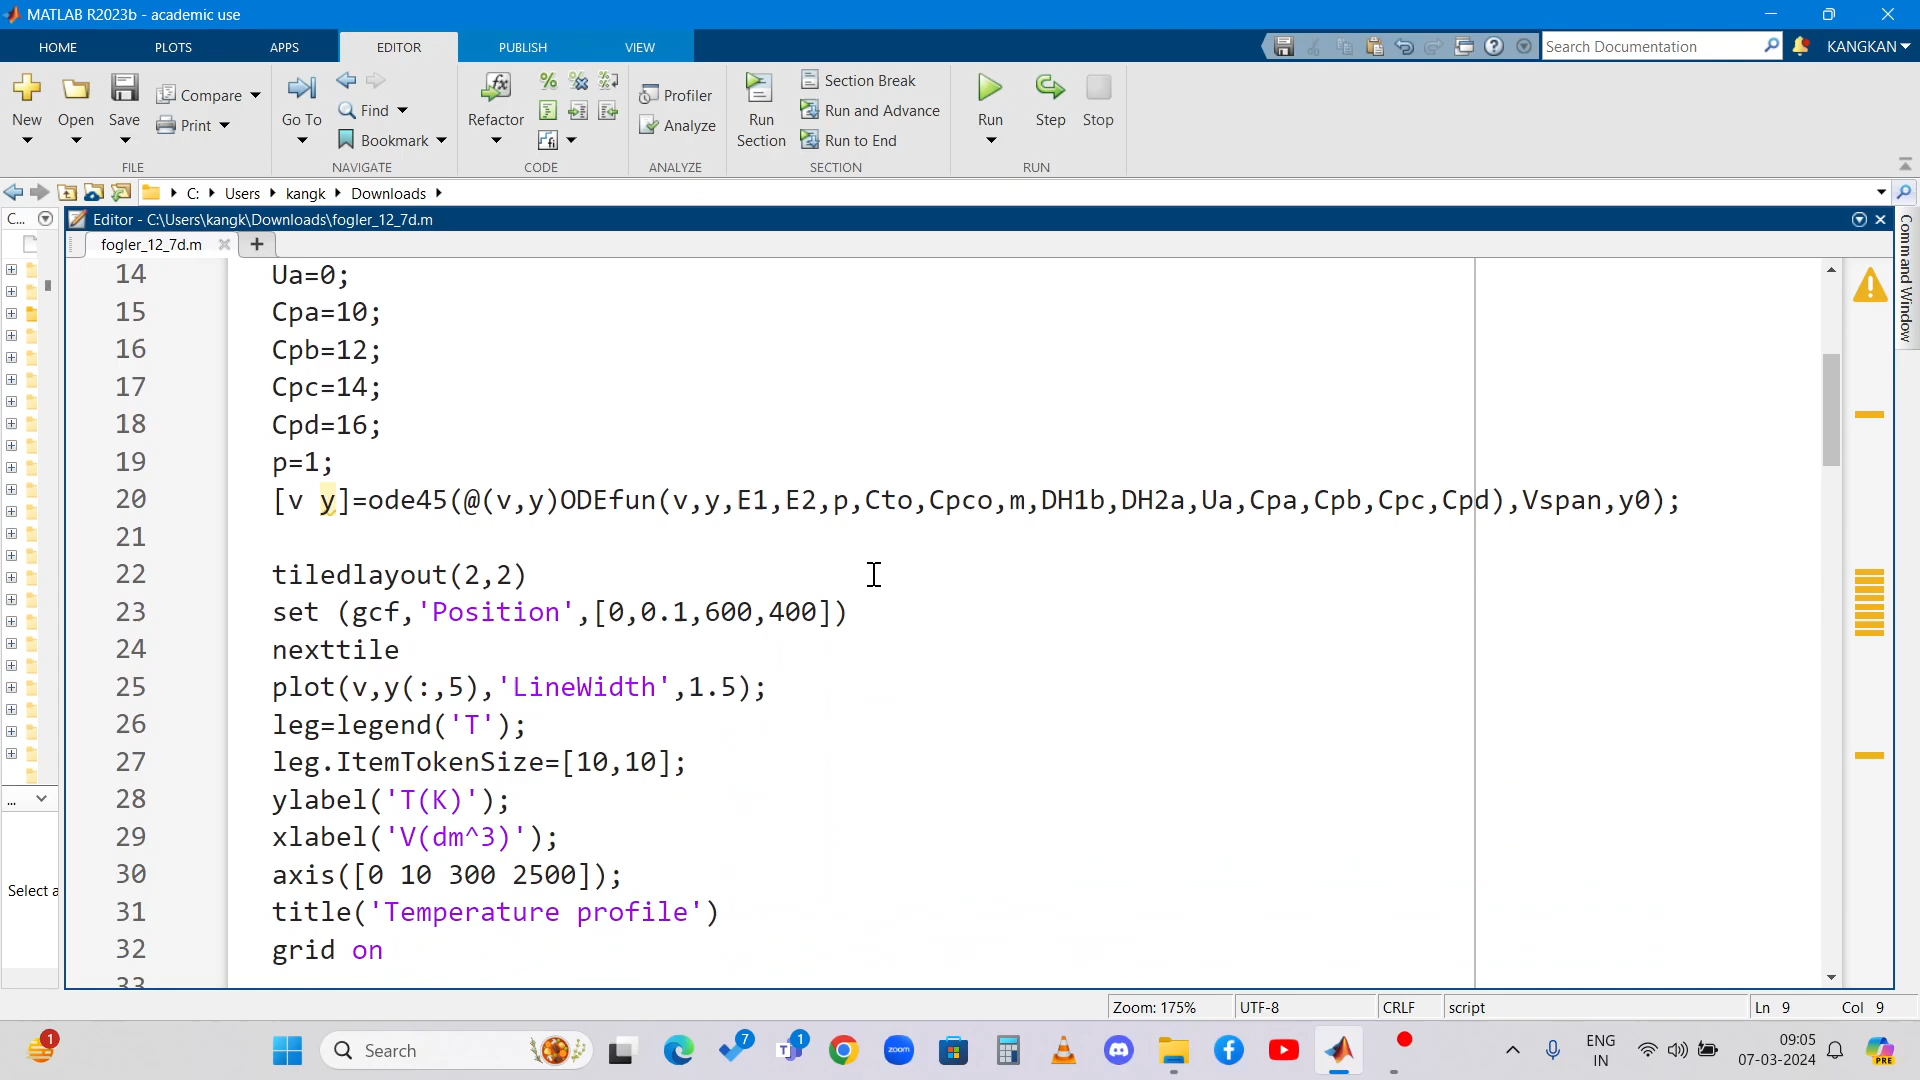 MATLAB R2023b - academic use
HOME PLOTS APPS EDITOR PUBLISH VIEW
Search Documentation
KANGKAN
New Open Save Compare Print
Go To Find Bookmark
Refactor
Profiler Analyze
Run Section
Section Break
Run and Advance
Run to End
Run Step Stop
FILE NAVIGATE CODE ANALYZE SECTION RUN
C: Users kangk Downloads
C...
Editor - C:\Users\kangk\Downloads\fogler_12_7d.m
fogler_12_7d.m
Command Window
14 Ua=0;
15 Cpa=10;
16 Cpb=12;
17 Cpc=14;
18 Cpd=16;
19 p=1;
20 [v y]=ode45(@(v,y)ODEfun(v,y,E1,E2,p,Cto,Cpco,m,DH1b,DH2a,Ua,Cpa,Cpb,Cpc,Cpd),Vspan,y0);
21
22 tiledlayout(2,2)
23 set (gcf,'Position',[0,0.1,600,400])
24 nexttile
25 plot(v,y(:,5),'LineWidth',1.5);
26 leg=legend('T');
27 leg.ItemTokenSize=[10,10];
28 ylabel('T(K)');
29 xlabel('V(dm^3)');
30 axis([0 10 300 2500]);
31 title('Temperature profile')
32 grid on
33
...
Select a
Zoom: 175% UTF-8 CRLF script Ln 9 Col 9
1
Search
7
1
zoom
ENG
IN
09:05
07-03-2024
PRE